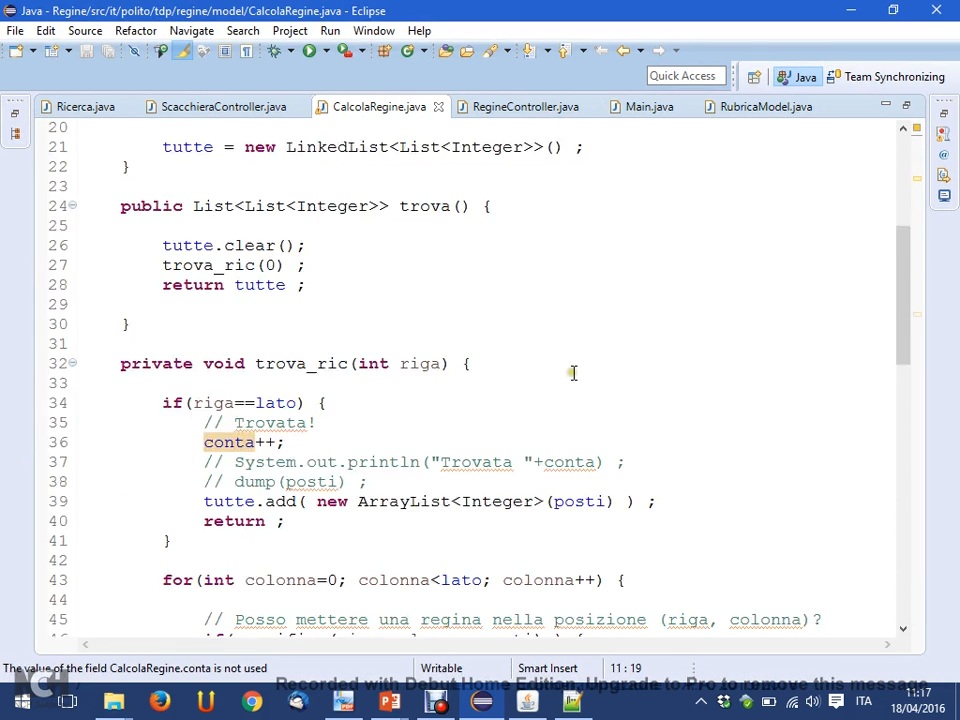 Java - Regine/src/it/polito/tdp/regine/model/CalcolaRegine.java - Eclipse
File Edit Source Refactor Navigate Search Project Run Window Help
Quick Access Java Team Synchronizing
Ricerca.java ScacchieraController.java CalcolaRegine.java RegineController.java Main.java RubricaModel.java
20
21 tutte = new LinkedList<List<Integer>>() ;
22 }
23
24 public List<List<Integer>> trova() {
25
26 tutte.clear();
27 trova_ric(0) ;
28 return tutte ;
29
30 }
31
32 private void trova_ric(int riga) {
33
34 if(riga==lato) {
35 // Trovata!
36 conta++;
37 // System.out.println("Trovata "+conta) ;
38 // dump(posti) ;
39 tutte.add( new ArrayList<Integer>(posti) ) ;
40 return ;
41 }
42
43 for(int colonna=0; colonna<lato; colonna++) {
44
45 // Posso mettere una regina nella posizione (riga, colonna)?
The value of the field CalcolaRegine.conta is not used Writable Smart Insert 11 : 19
Recorded with Debut Home Edition, Upgrade to Pro to remove this message
NCH
ITA
11:17
18/04/2016